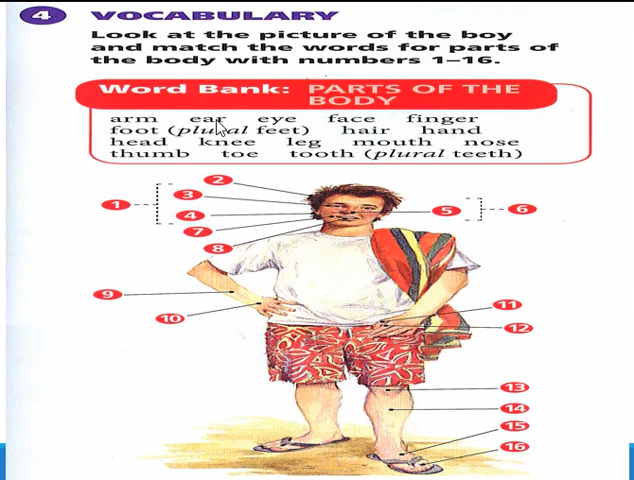 4 VOCABULARY
Look at the picture of the boy
and match the words for parts of
the body with numbers 1–16.
Word Bank: PARTS OF THE
BODY
arm ear eye face finger
foot (plural feet) hair hand
head knee leg mouth nose
thumb toe tooth (plural teeth)
2
3
1
4
5
6
7
8
9
10
11
12
13
14
15
16